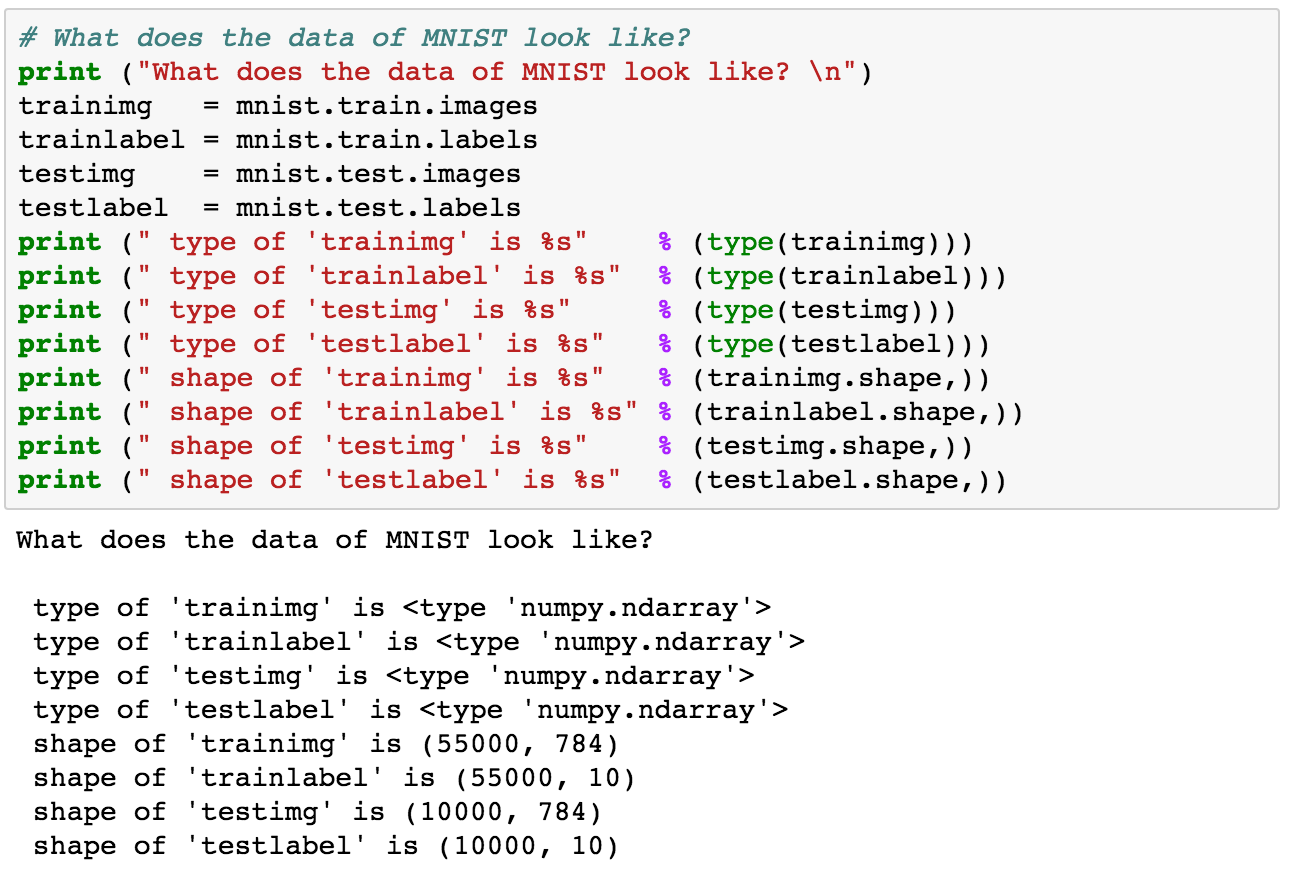 # What does the data of MNIST look like?
print ("What does the data of MNIST look like? \n")
trainimg   = mnist.train.images
trainlabel = mnist.train.labels
testimg    = mnist.test.images
testlabel  = mnist.test.labels
print (" type of 'trainimg' is %s"    % (type(trainimg)))
print (" type of 'trainlabel' is %s"  % (type(trainlabel)))
print (" type of 'testimg' is %s"     % (type(testimg)))
print (" type of 'testlabel' is %s"   % (type(testlabel)))
print (" shape of 'trainimg' is %s"   % (trainimg.shape,))
print (" shape of 'trainlabel' is %s" % (trainlabel.shape,))
print (" shape of 'testimg' is %s"    % (testimg.shape,))
print (" shape of 'testlabel' is %s"  % (testlabel.shape,))
What does the data of MNIST look like?
 type of 'trainimg' is <type 'numpy.ndarray'>
 type of 'trainlabel' is <type 'numpy.ndarray'>
 type of 'testimg' is <type 'numpy.ndarray'>
 type of 'testlabel' is <type 'numpy.ndarray'>
 shape of 'trainimg' is (55000, 784)
 shape of 'trainlabel' is (55000, 10)
 shape of 'testimg' is (10000, 784)
 shape of 'testlabel' is (10000, 10)